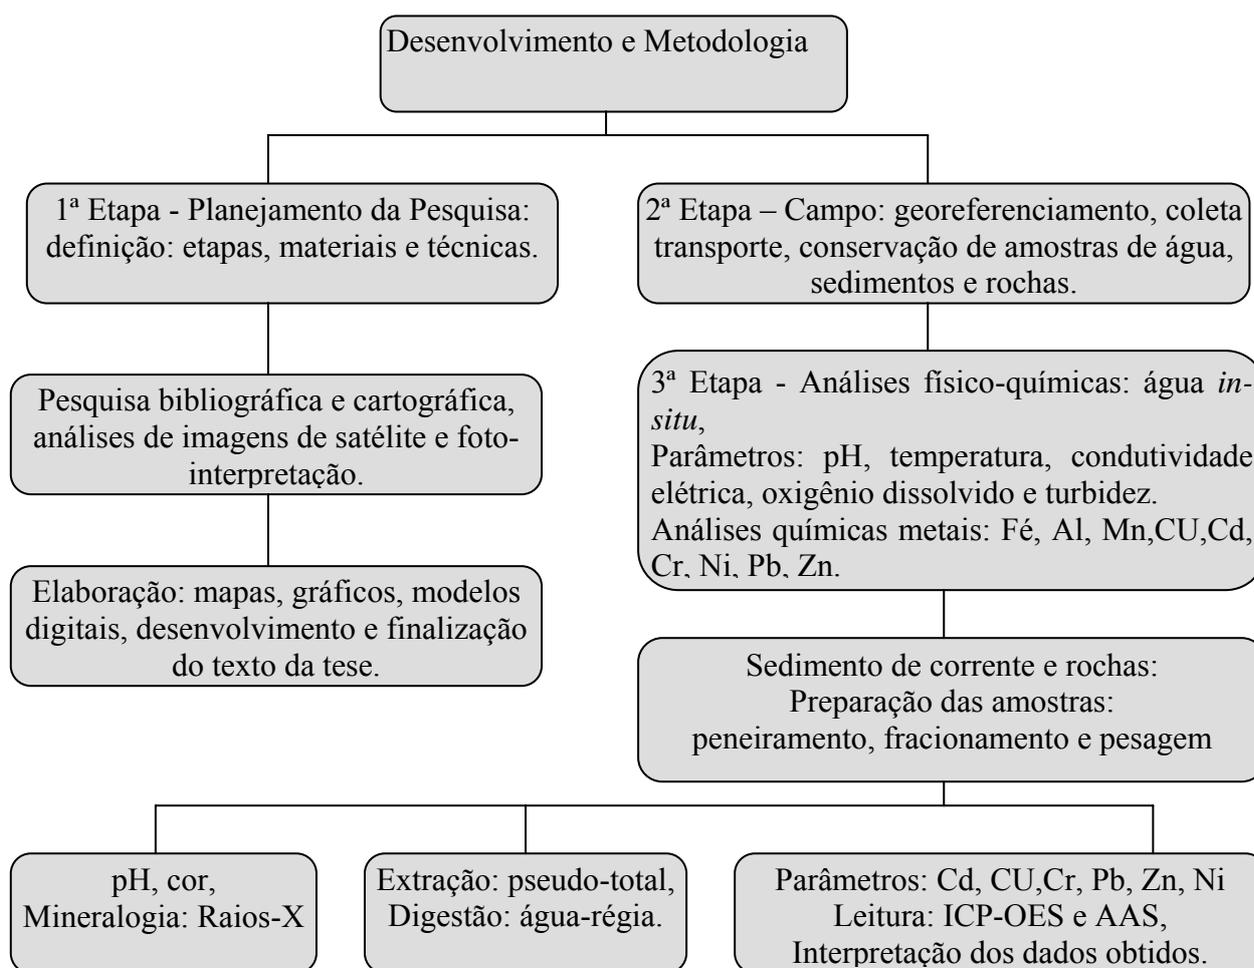 Desenvolvimento e Metodologia
1ª Etapa - Planejamento da Pesquisa:
definição: etapas, materiais e técnicas.
2ª Etapa – Campo: georeferenciamento, coleta
transporte, conservação de amostras de água,
sedimentos e rochas.
Pesquisa bibliográfica e cartográfica,
análises de imagens de satélite e foto-
interpretação.
3ª Etapa - Análises físico-químicas: água in-
situ,
Parâmetros: pH, temperatura, condutividade
elétrica, oxigênio dissolvido e turbidez.
Análises químicas metais: Fé, Al, Mn,CU,Cd,
Cr, Ni, Pb, Zn.
Elaboração: mapas, gráficos, modelos
digitais, desenvolvimento e finalização
do texto da tese.
Sedimento de corrente e rochas:
Preparação das amostras:
peneiramento, fracionamento e pesagem
pH, cor,
Mineralogia: Raios-X
Extração: pseudo-total,
Digestão: água-régia.
Parâmetros: Cd, CU,Cr, Pb, Zn, Ni
Leitura: ICP-OES e AAS,
Interpretação dos dados obtidos.